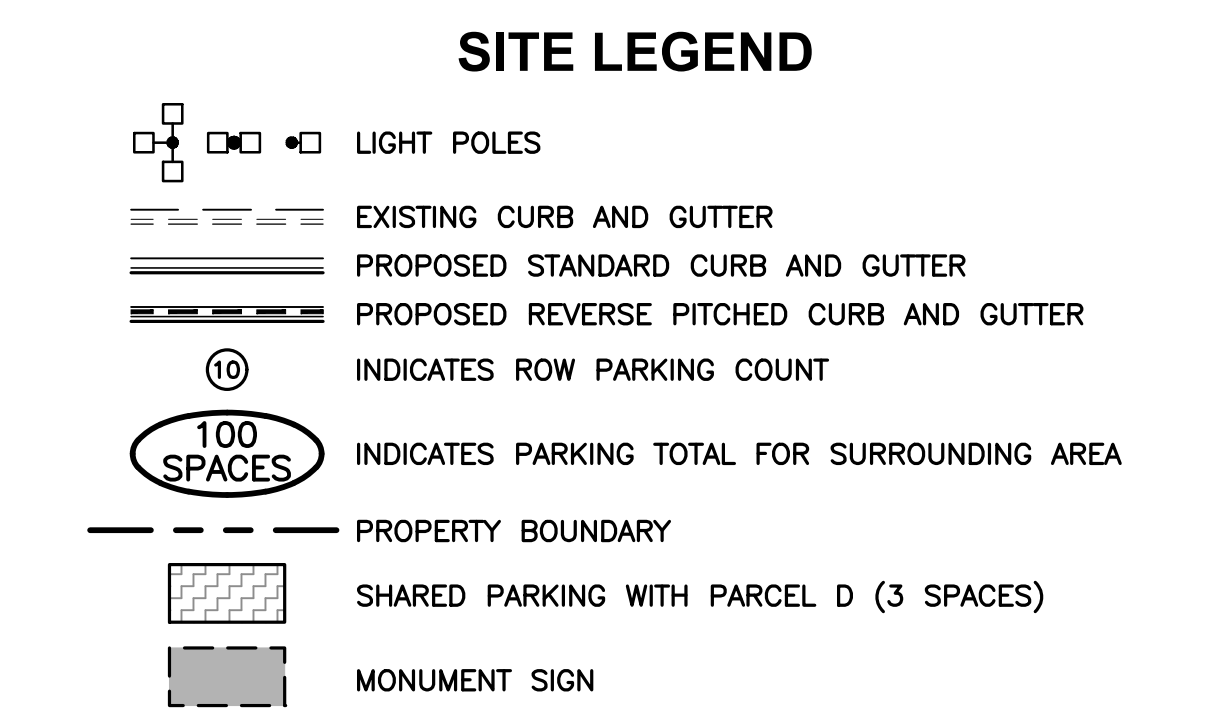 SITE LEGEND
LIGHT POLES
EXISTING CURB AND GUTTER
PROPOSED STANDARD CURB AND GUTTER
PROPOSED REVERSE PITCHED CURB AND GUTTER
10 INDICATES ROW PARKING COUNT
100
SPACES
INDICATES PARKING TOTAL FOR SURROUNDING AREA
PROPERTY BOUNDARY
SHARED PARKING WITH PARCEL D (3 SPACES)
MONUMENT SIGN